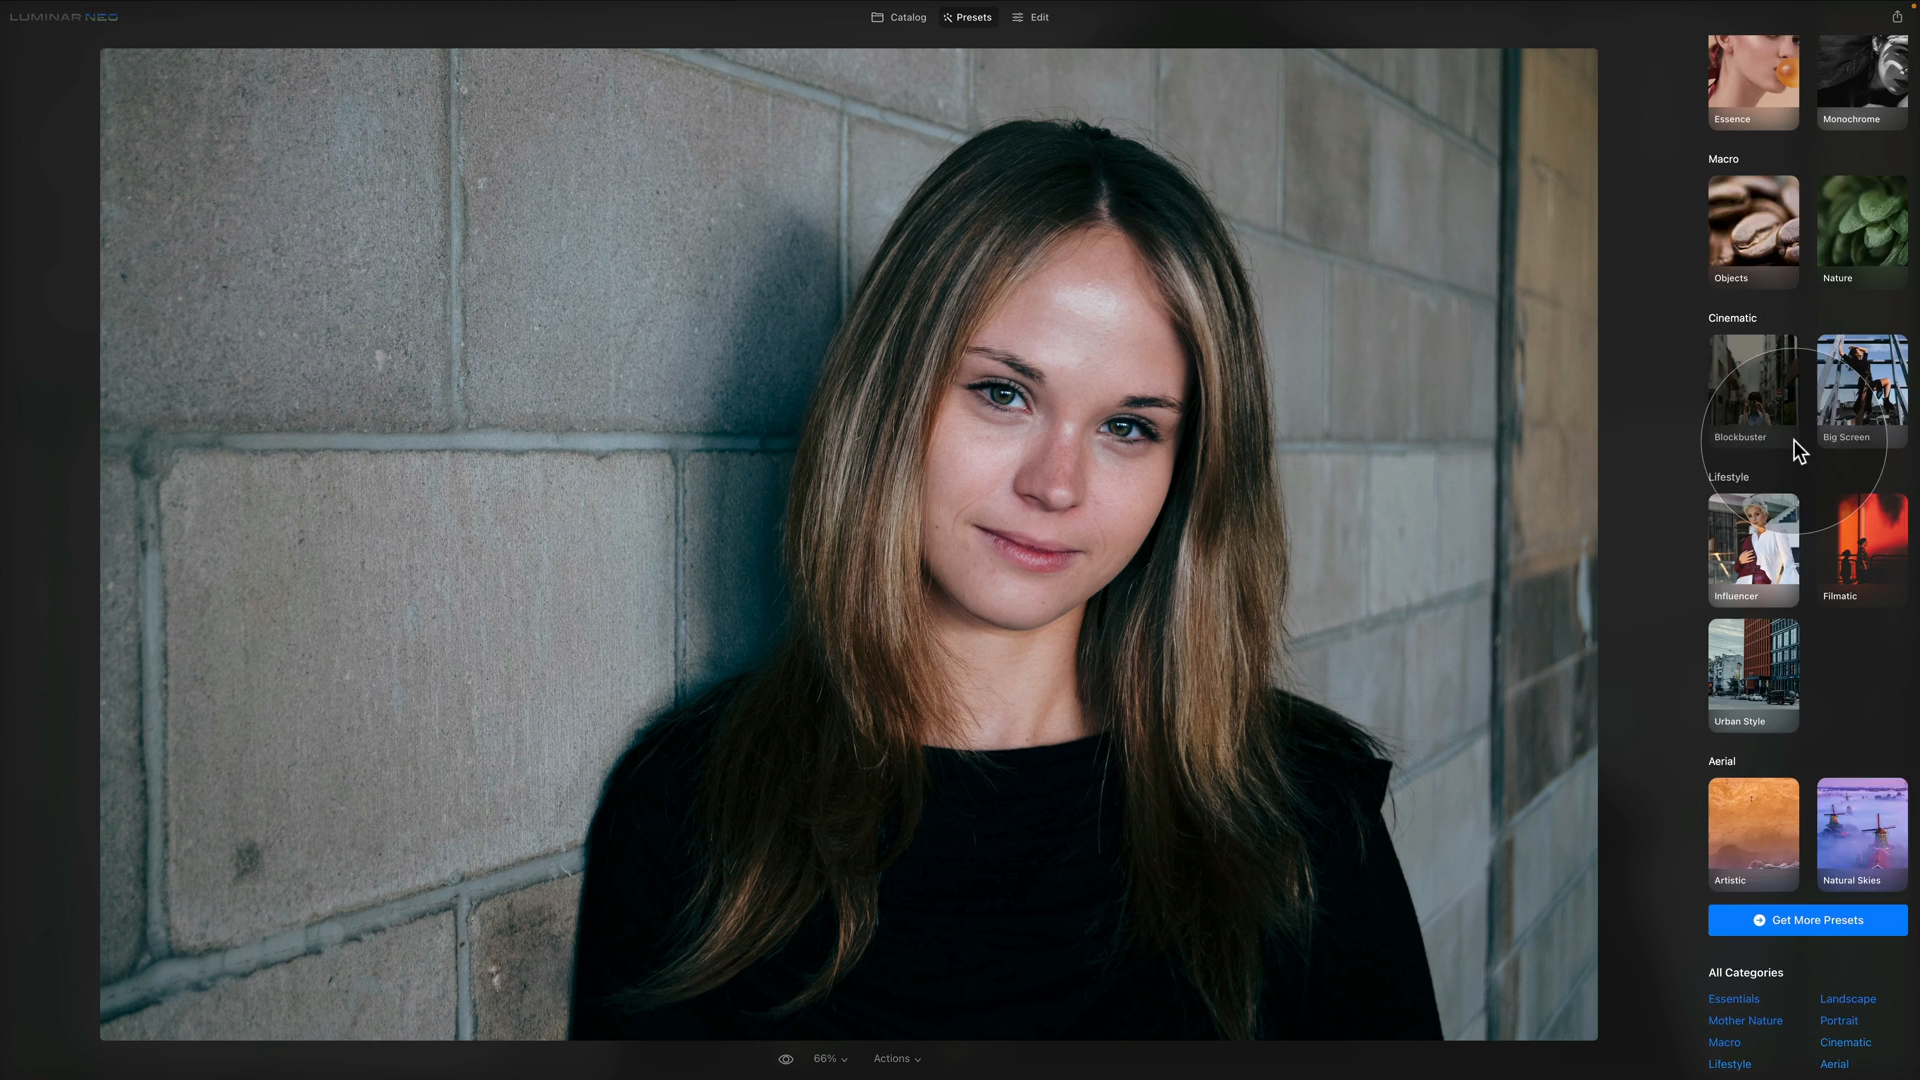 LUMINAR NEO
Catalog
Presets
Edit
Essence
Monochrome
Macro
Objects
Nature
Cinematic
Blockbuster
Big Screen
Lifestyle
Influencer
Filmatic
Urban Style
Aerial
Artistic
Natural Skies
Get More Presets
All Categories
Essentials
Landscape
Mother Nature
Portrait
Macro
Cinematic
Lifestyle
Aerial
66%
Actions